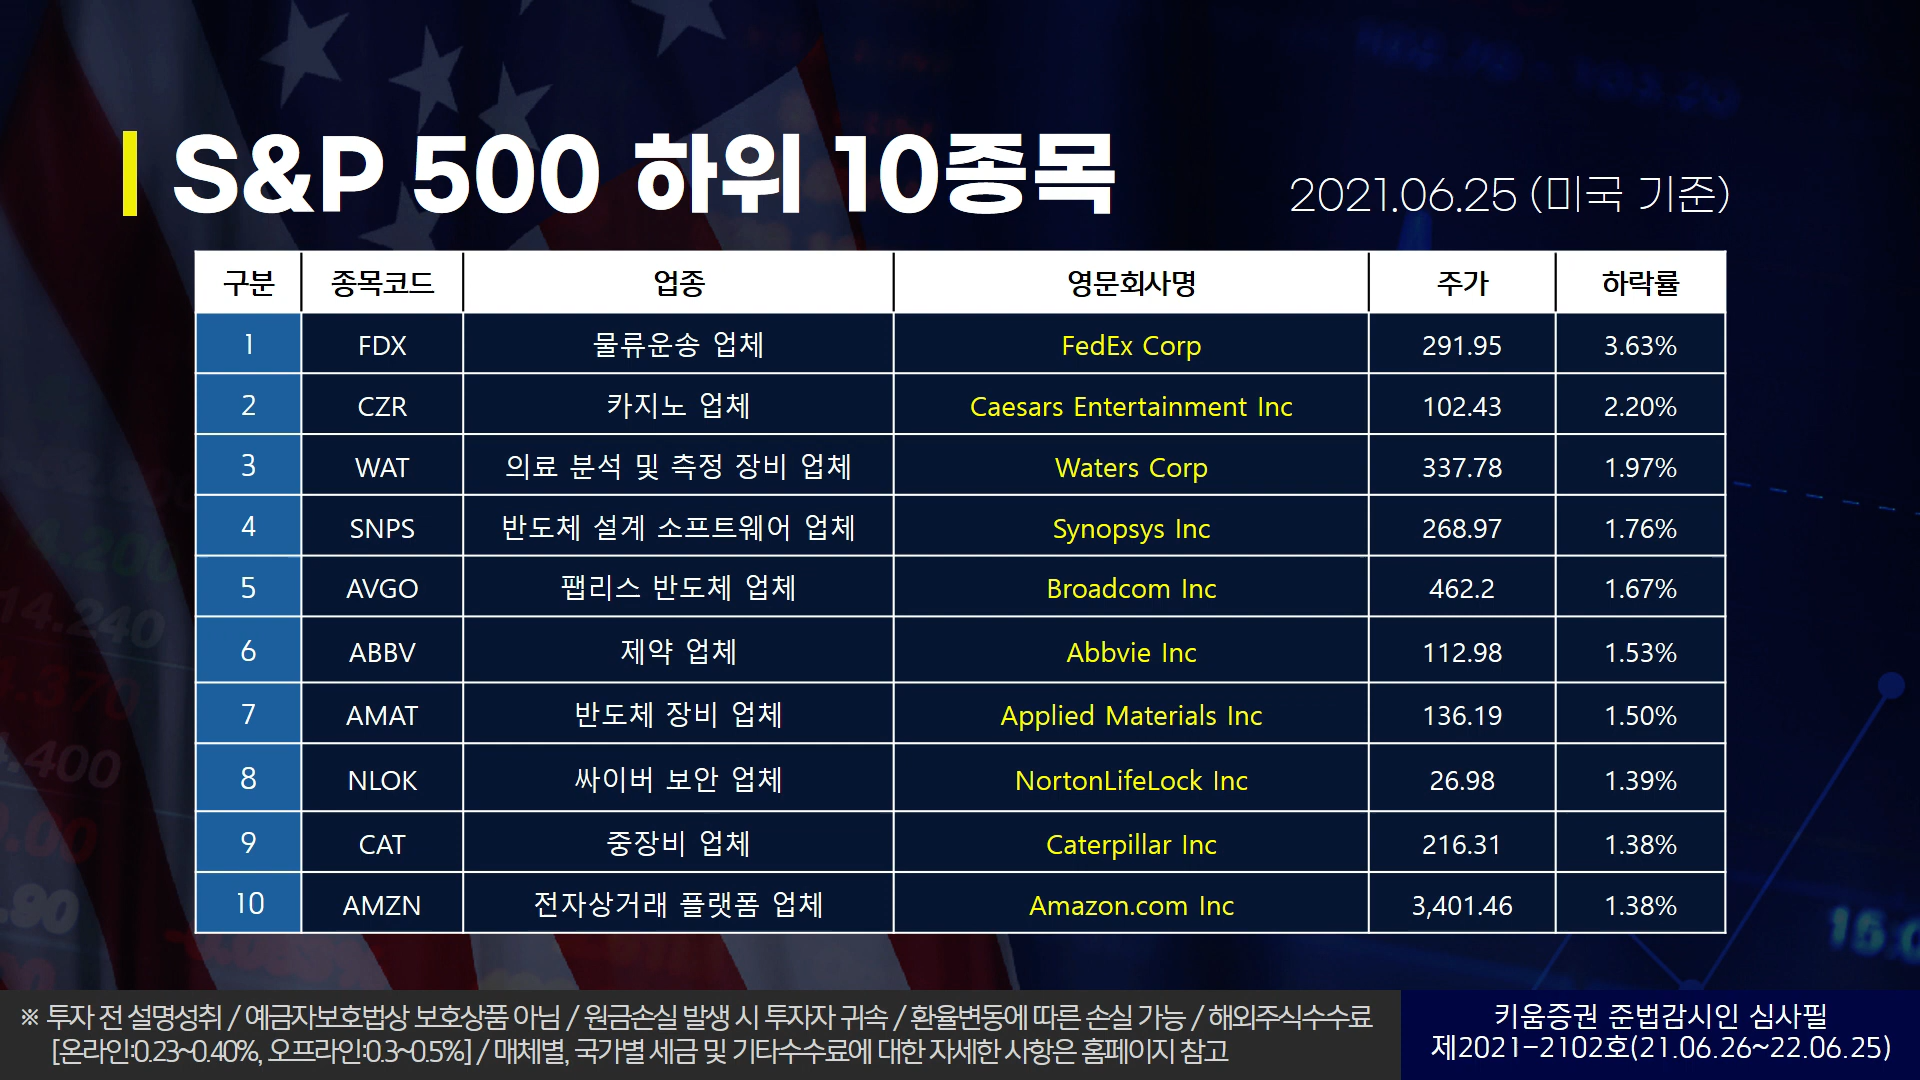 S&P 500 하위 10종목
2021.06.25 (미국 기준)
구분 종목코드 업종 영문회사명 주가 하락률
1 FDX 물류운송 업체 FedEx Corp 291.95 3.63%
2 CZR 카지노 업체 Caesars Entertainment Inc 102.43 2.20%
3 WAT 의료 분석 및 측정 장비 업체 Waters Corp 337.78 1.97%
4 SNPS 반도체 설계 소프트웨어 업체 Synopsys Inc 268.97 1.76%
5 AVGO 팹리스 반도체 업체 Broadcom Inc 462.2 1.67%
6 ABBV 제약 업체 Abbvie Inc 112.98 1.53%
7 AMAT 반도체 장비 업체 Applied Materials Inc 136.19 1.50%
8 NLOK 싸이버 보안 업체 NortonLifeLock Inc 26.98 1.39%
9 CAT 중장비 업체 Caterpillar Inc 216.31 1.38%
10 AMZN 전자상거래 플랫폼 업체 Amazon.com Inc 3,401.46 1.38%
14.240
.400
.90
※ 투자 전 설명성취 / 예금자보호법상 보호상품 아님 / 원금손실 발생 시 투자자 귀속 / 환율변동에 따른 손실 가능 / 해외주식수수료
[온라인:0.23~0.40%, 오프라인:0.3~0.5%] / 매체별, 국가별 세금 및 기타수수료에 대한 자세한 사항은 홈페이지 참고
키움증권 준법감시인 심사필
제2021-2102호(21.06.26~22.06.25)